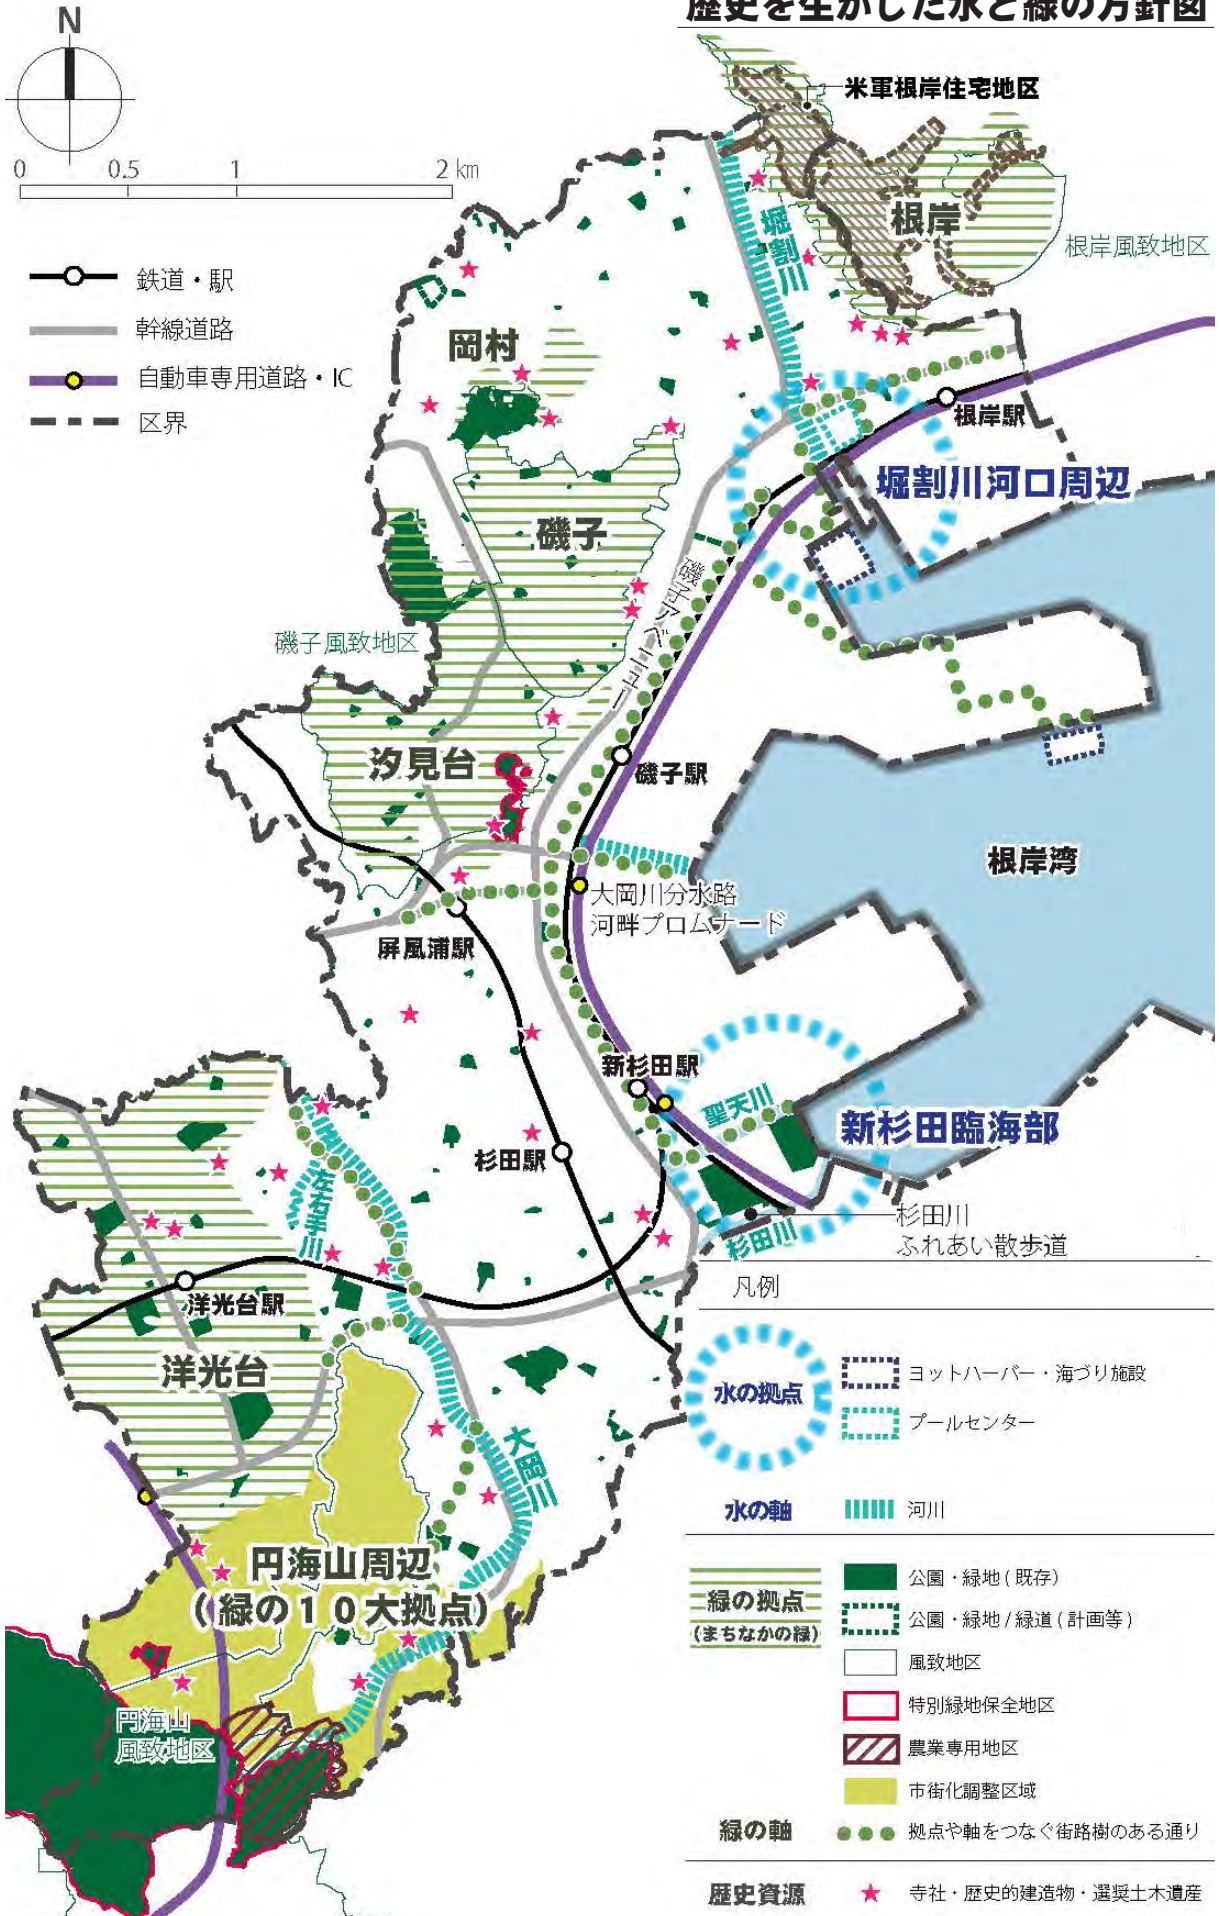 歴史を生かした水と緑の方針図
N
0 0.5 1 2 km
鉄道・駅
幹線道路
自動車専用道路・IC
区界
米軍根岸住宅地区
根岸
根岸風致地区
堀割川
岡村
根岸駅
堀割川河口周辺
磯子
磯子アベニュー
磯子風致地区
汐見台
磯子駅
根岸湾
大岡川分水路
河畔プロムナード
屏風浦駅
新杉田駅
聖天川
新杉田臨海部
杉田駅
左右手川
杉田川
杉田川
ふれあい散歩道
洋光台駅
洋光台
大岡川
円海山周辺
(緑の10大拠点)
円海山
風致地区
凡例
水の拠点
ヨットハーバー・海づり施設
プールセンター
水の軸
河川
緑の拠点
(まちなかの緑)
公園・緑地(既存)
公園・緑地/緑道(計画等)
風致地区
特別緑地保全地区
農業専用地区
市街化調整区域
緑の軸
拠点や軸をつなぐ街路樹のある通り
歴史資源
寺社・歴史的建造物・選奨土木遺産